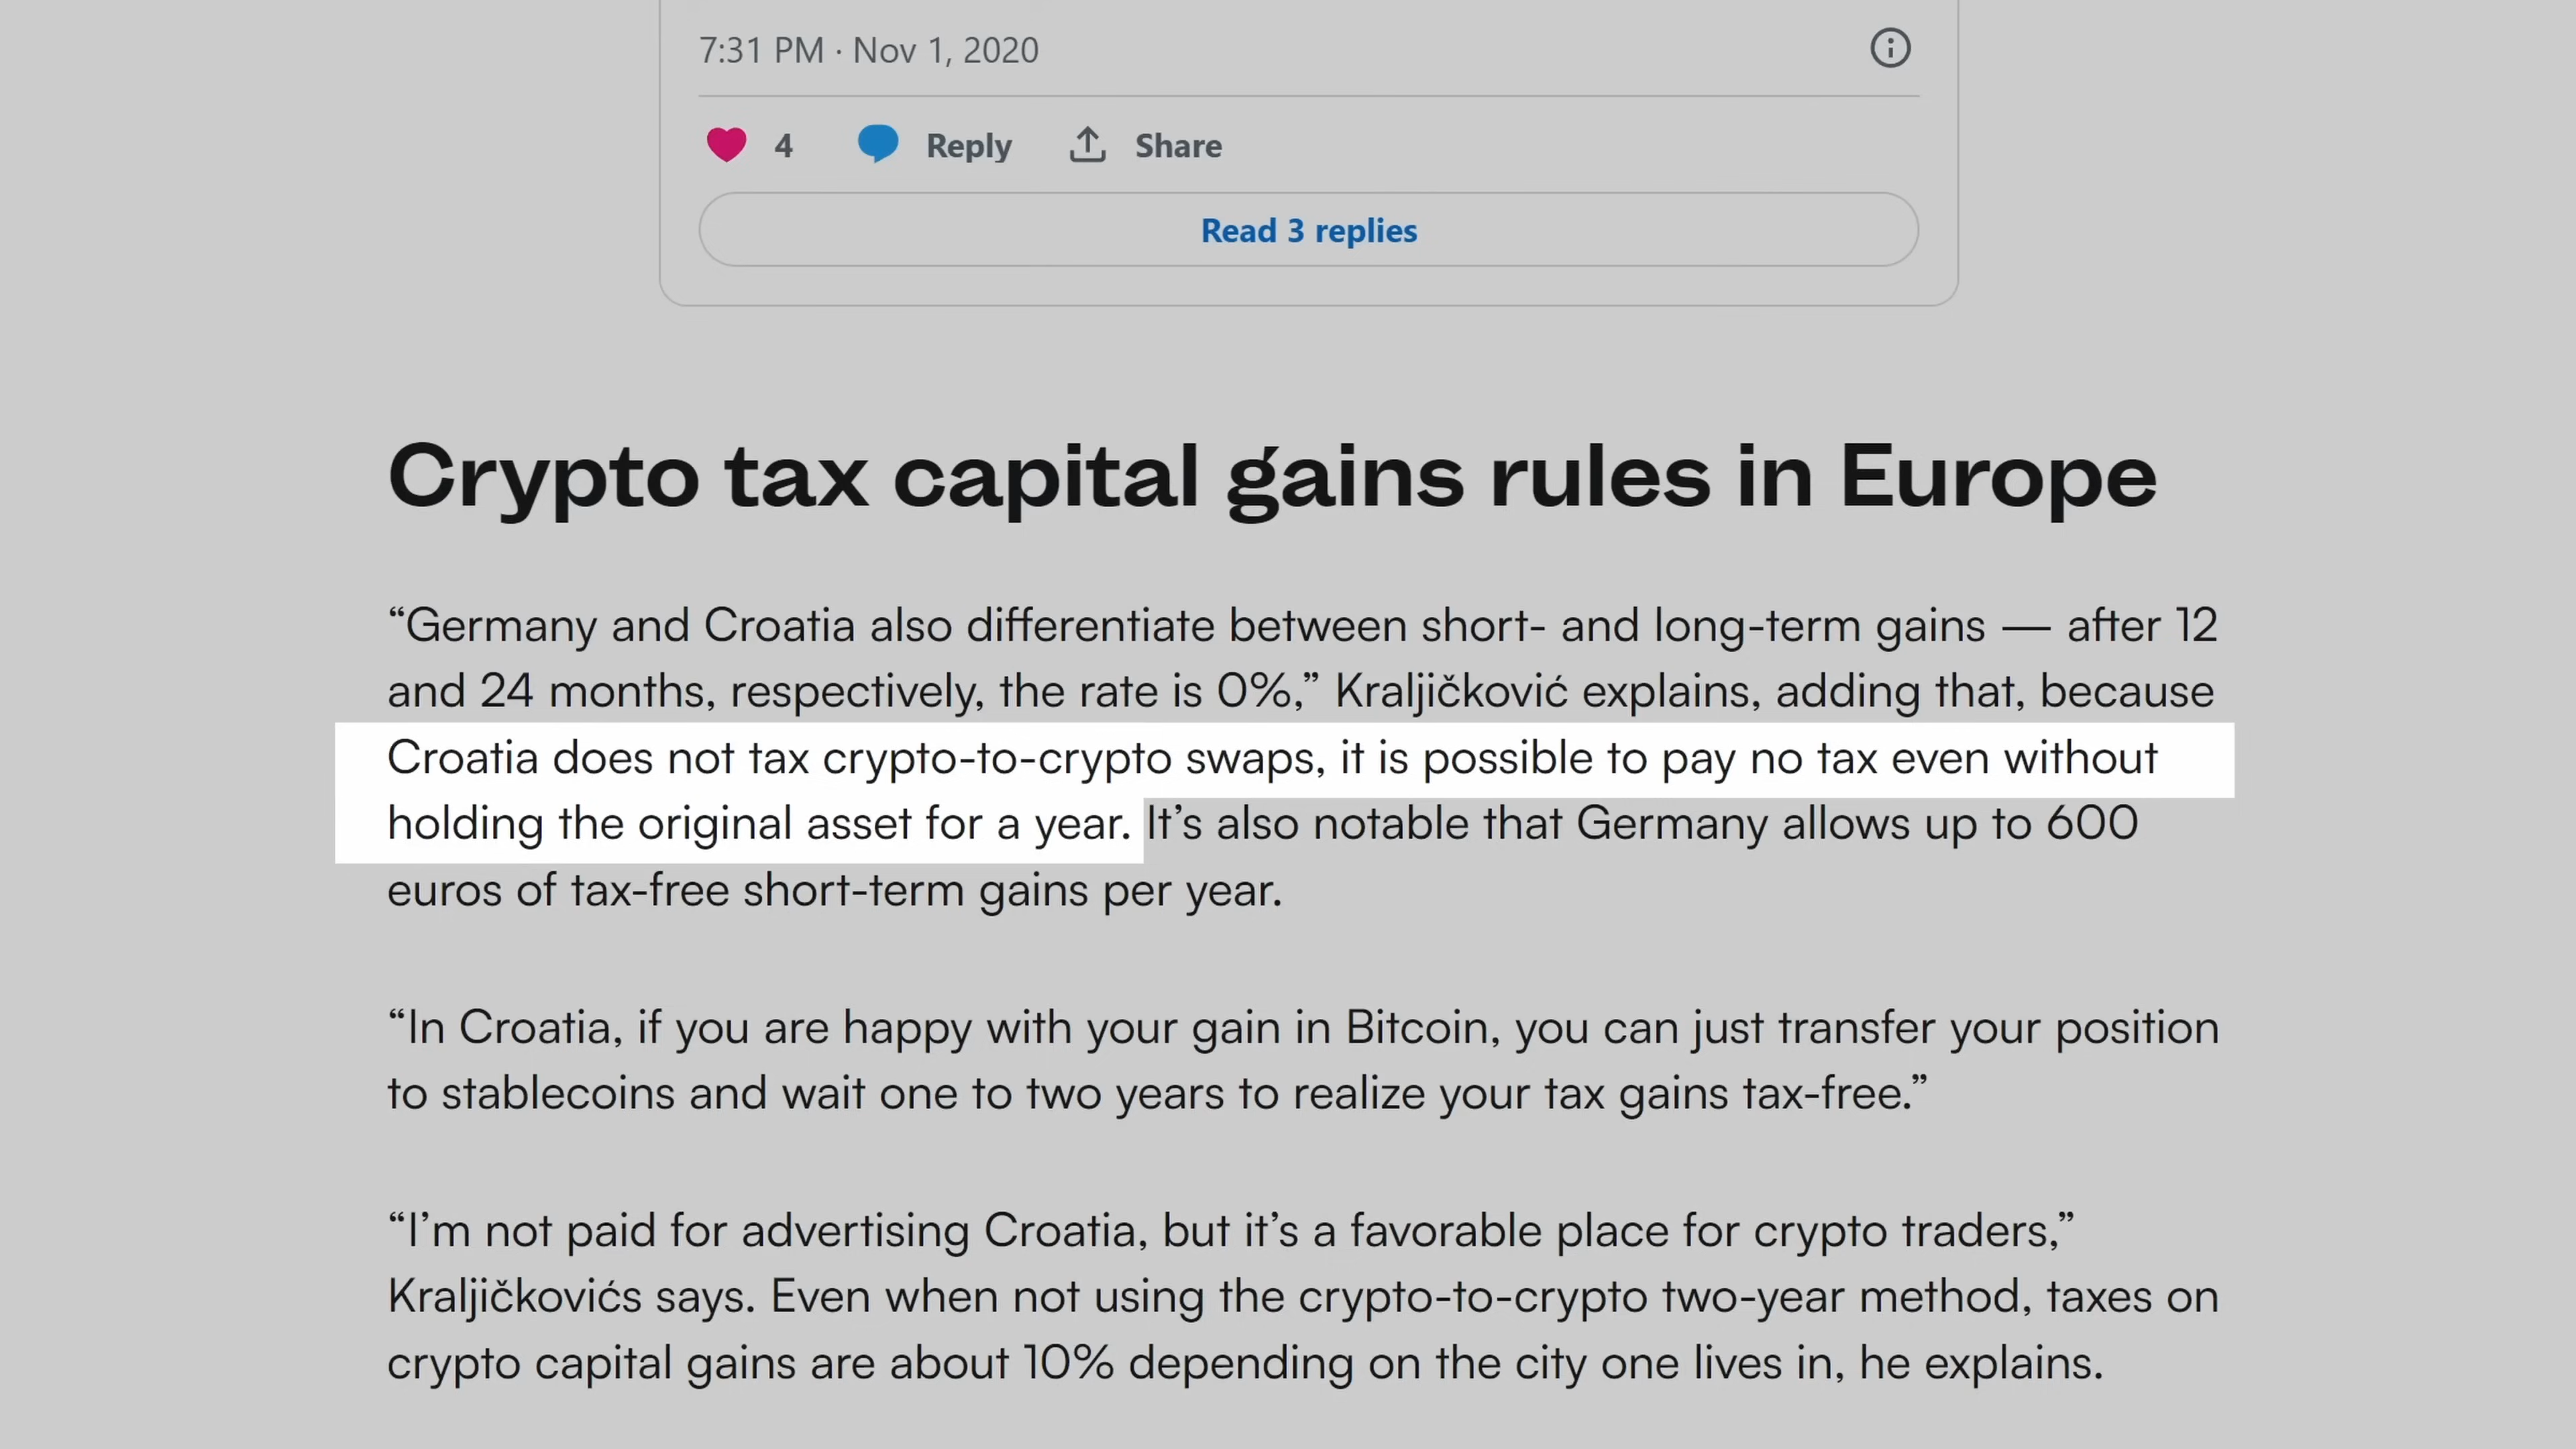 7:31 PM · Nov 1, 2020
4 Reply Share
Read 3 replies
Crypto tax capital gains rules in Europe
“Germany and Croatia also differentiate between short- and long-term gains — after 12
and 24 months, respectively, the rate is 0%,” Kraljičković explains, adding that, because
Croatia does not tax crypto-to-crypto swaps, it is possible to pay no tax even without
holding the original asset for a year. It’s also notable that Germany allows up to 600
euros of tax-free short-term gains per year.
“In Croatia, if you are happy with your gain in Bitcoin, you can just transfer your position
to stablecoins and wait one to two years to realize your tax gains tax-free.”
“I’m not paid for advertising Croatia, but it’s a favorable place for crypto traders,”
Kraljičkovićs says. Even when not using the crypto-to-crypto two-year method, taxes on
crypto capital gains are about 10% depending on the city one lives in, he explains.